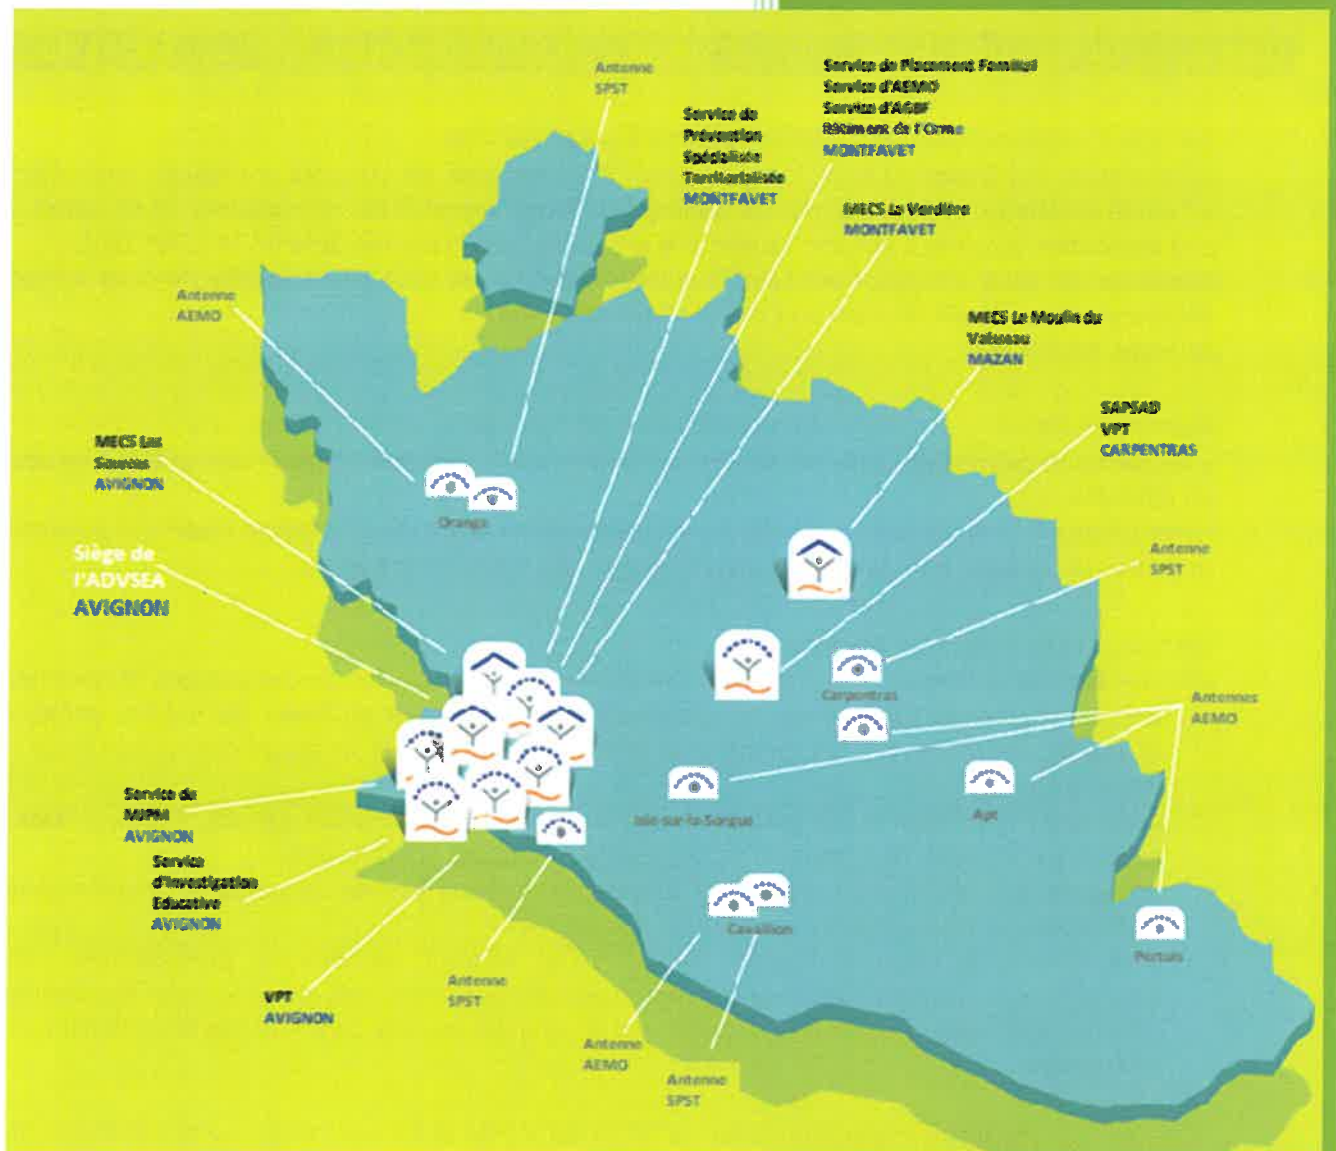 Antenne
SPST
Service de Placement Familial
Service d'AEMO
Service d'AGBF
Bâtiment de l'Orme
MONTFAVET
Service de
Prévention
Spécialisée
Territorialisée
MONTFAVET
MECS La Verdière
MONTFAVET
Antenne
AEMO
MECS Le Moulin du
MAZAN
SAPSAD
VPT
CARPENTRAS
MECS Les
Sources
AVIGNON
Orange
Siège de
l'ADVSEA
AVIGNON
Antenne
SPST
Carpentras
Antennes
AEMO
Service de
MJPM
AVIGNON
Isle-sur-la-Sorgue
Apt
Service
d'Investigation
Educative
AVIGNON
Cavaillon
Pertuis
VPT
AVIGNON
Antenne
SPST
Antenne
AEMO
Antenne
SPST